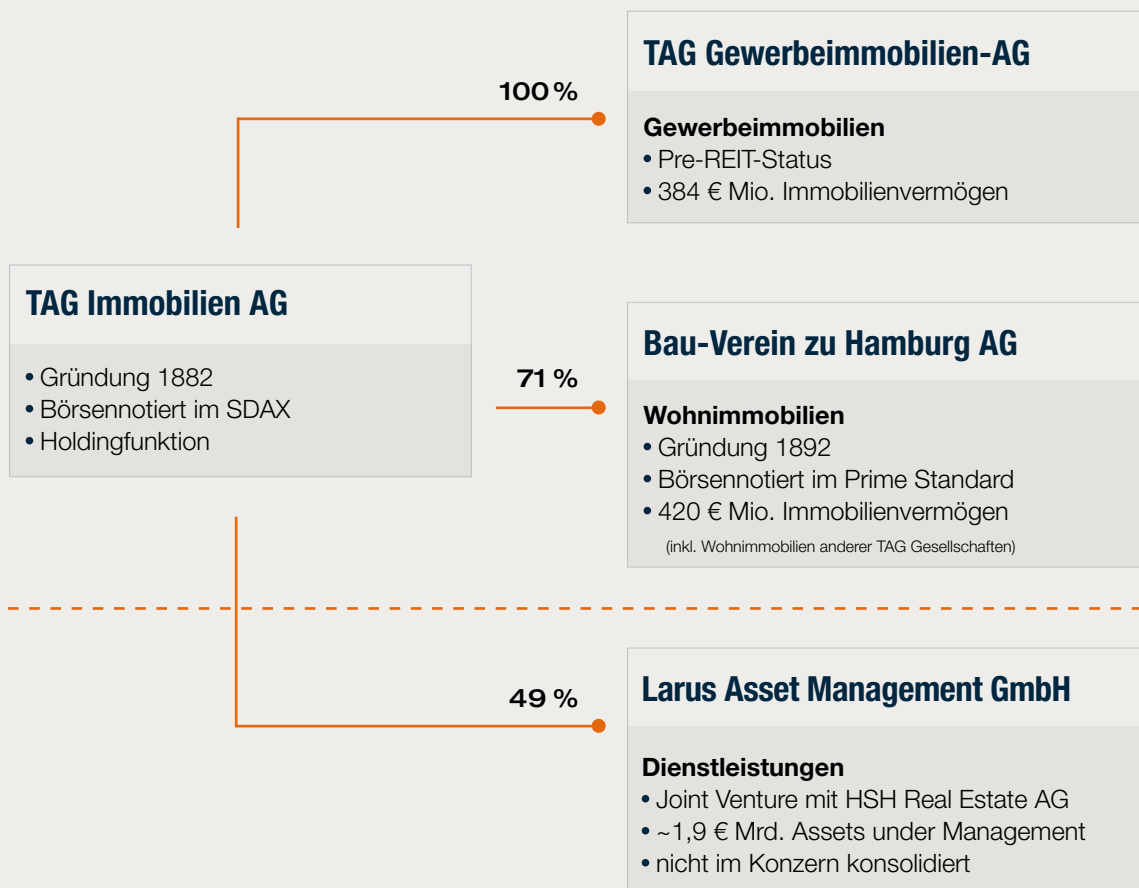 TAG Gewerbeimmobilien-AG
100 %
Gewerbeimmobilien
• Pre-REIT-Status
• 384 € Mio. Immobilienvermögen
TAG Immobilien AG
• Gründung 1882
• Börsennotiert im SDAX
• Holdingfunktion
71 %
Bau-Verein zu Hamburg AG
Wohnimmobilien
• Gründung 1892
• Börsennotiert im Prime Standard
• 420 € Mio. Immobilienvermögen
(inkl. Wohnimmobilien anderer TAG Gesellschaften)
49 %
Larus Asset Management GmbH
Dienstleistungen
• Joint Venture mit HSH Real Estate AG
• ~1,9 € Mrd. Assets under Management
• nicht im Konzern konsolidiert